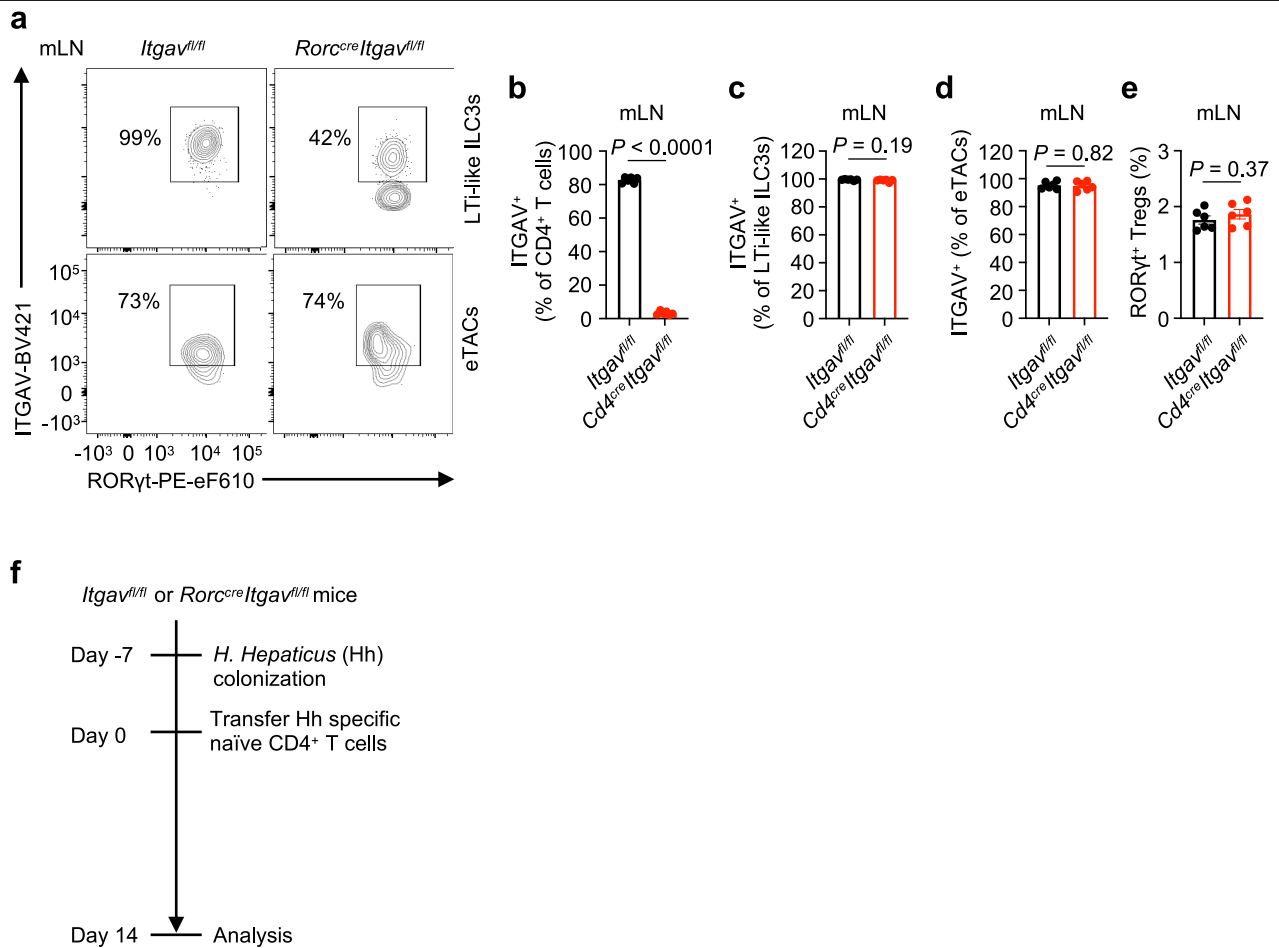 a
mLN
Itgavfl/fl
RorccreItgavfl/fl
99%
42%
LTi-like ILC3s
73%
74%
eTACs
ITGAV-BV421
10⁵
10⁴
10³
0
-10³
-10³ 0 10³ 10⁴ 10⁵
RORγt-PE-eF610
b
mLN
P < 0.0001
ITGAV⁺
(% of CD4⁺ T cells)
100
80
60
40
20
0
Itgavfl/fl
Cd4creItgavfl/fl
c
mLN
P = 0.19
ITGAV⁺
(% of LTi-like ILC3s)
120
100
80
60
40
20
0
Itgavfl/fl
Cd4creItgavfl/fl
d
mLN
P = 0.82
ITGAV⁺ (% of eTACs)
120
100
80
60
40
20
0
Itgavfl/fl
Cd4creItgavfl/fl
e
mLN
P = 0.37
RORγt⁺ Tregs (%)
3
2
1
0
Itgavfl/fl
Cd4creItgavfl/fl
f
Itgavfl/fl or RorccreItgavfl/fl mice
Day -7
H. Hepaticus (Hh)
colonization
Day 0
Transfer Hh specific
naïve CD4⁺ T cells
Day 14
Analysis